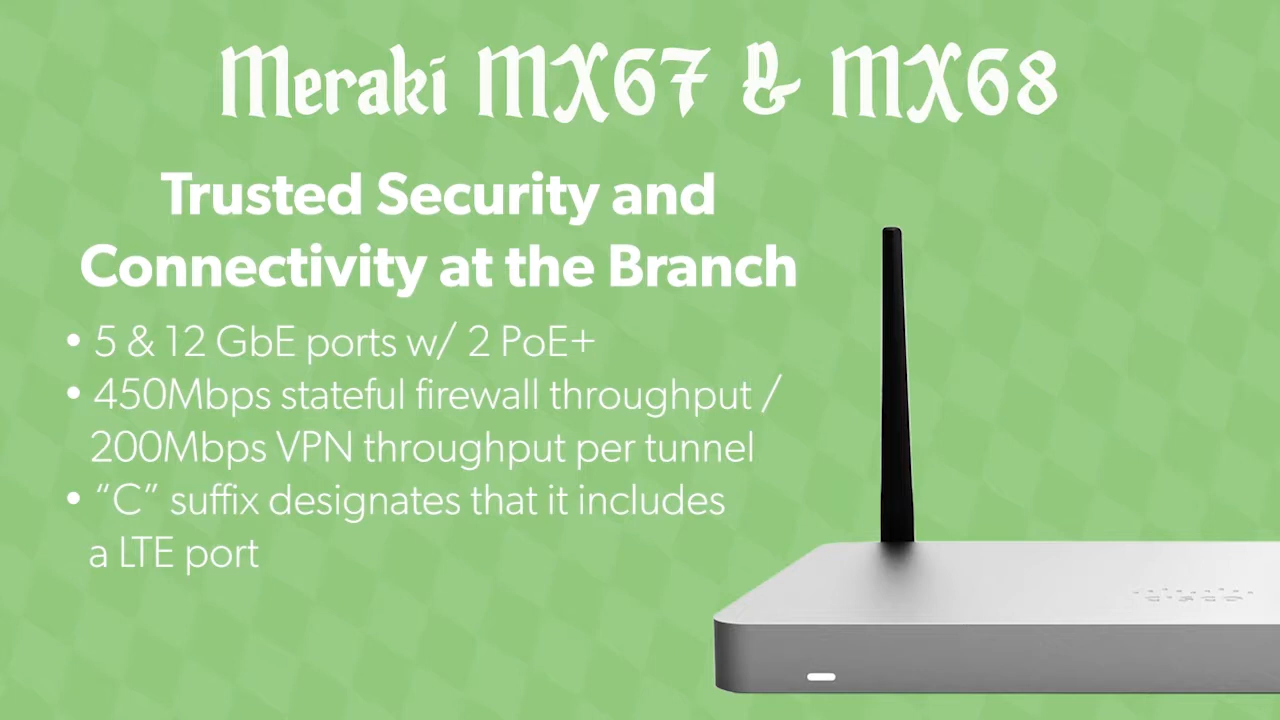 Meraki MX67 & MX68
Trusted Security and
Connectivity at the Branch
• 5 & 12 GbE ports w/ 2 PoE+
• 450Mbps stateful firewall throughput /
200Mbps VPN throughput per tunnel
• “C” suffix designates that it includes
a LTE port